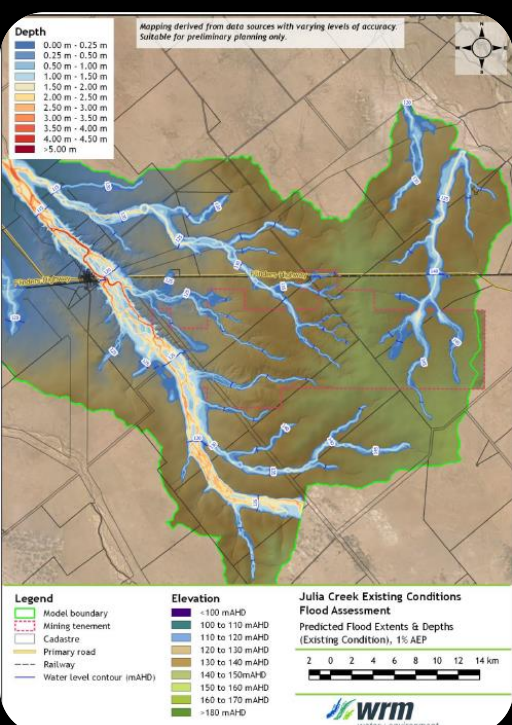 Mapping derived from data sources with varying levels of accuracy.
Suitable for preliminary planning only.
N
Depth
0.00 m - 0.25 m
0.25 m - 0.50 m
0.50 m - 1.00 m
1.00 m - 1.50 m
1.50 m - 2.00 m
2.00 m - 2.50 m
2.50 m - 3.00 m
3.00 m - 3.50 m
3.50 m - 4.00 m
4.00 m - 4.50 m
>5.00 m
Flinders Highway
Flinders Highway
Legend
Model boundary
Mining tenement
Cadastre
Primary road
Railway
Water level contour (mAHD)
Elevation
<100 mAHD
100 to 110 mAHD
110 to 120 mAHD
120 to 130 mAHD
130 to 140 mAHD
140 to 150mAHD
150 to 160 mAHD
160 to 170 mAHD
>180 mAHD
Julia Creek Existing Conditions
Flood Assessment
Predicted Flood Extents & Depths
(Existing Condition), 1% AEP
2 0 2 4 6 8 10 12 14 km
wrm